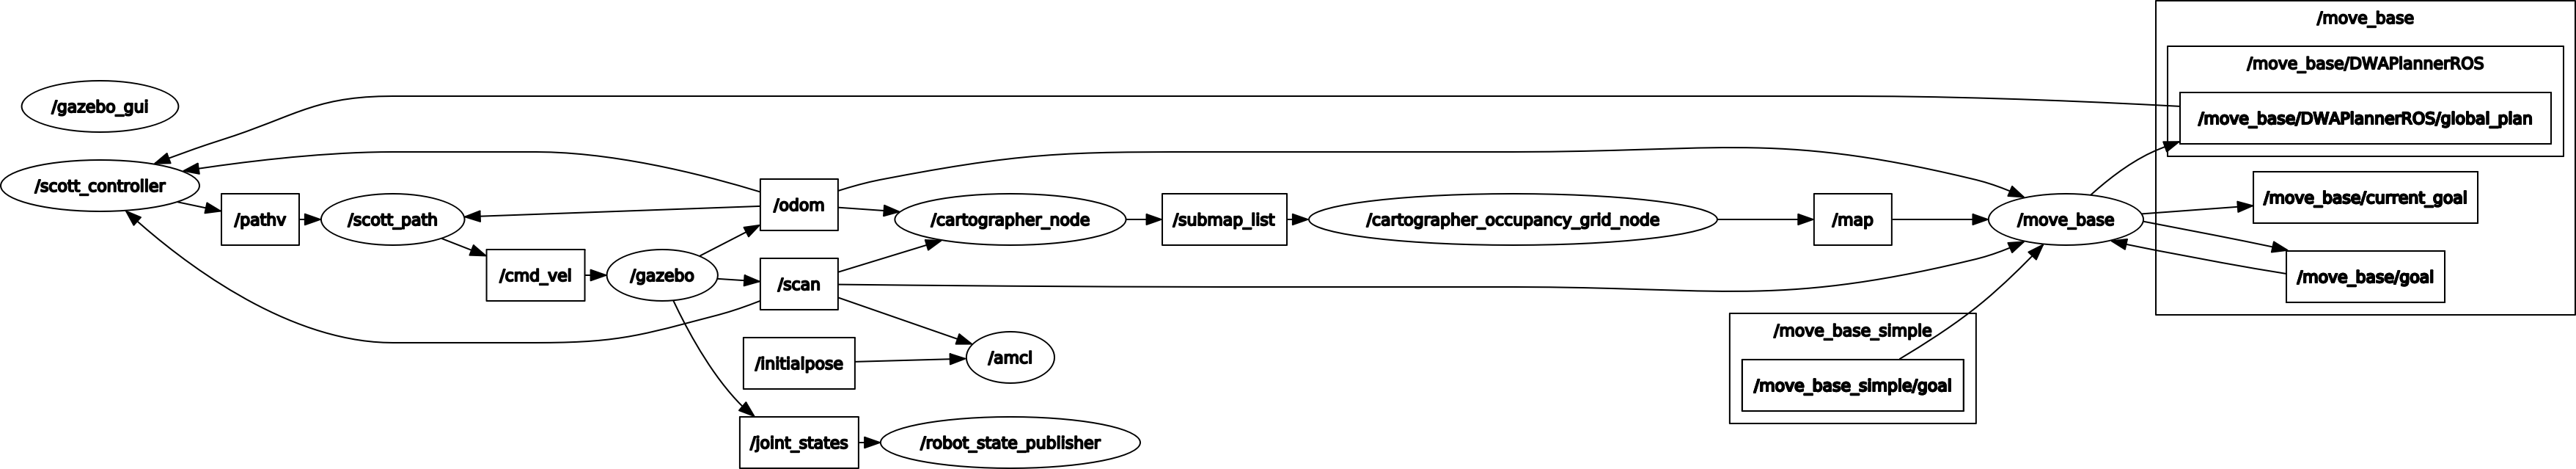 /move_base
/move_base/DWAPlannerROS
/gazebo_gui
/move_base/DWAPlannerROS/global_plan
/scott_controller
/move_base/current_goal
/odom
/pathv
/scott_path
/cartographer_node
/submap_list
/cartographer_occupancy_grid_node
/map
/move_base
/cmd_vel
/gazebo
/scan
/move_base/goal
/move_base_simple
/initialpose
/amcl
/move_base_simple/goal
/joint_states
/robot_state_publisher